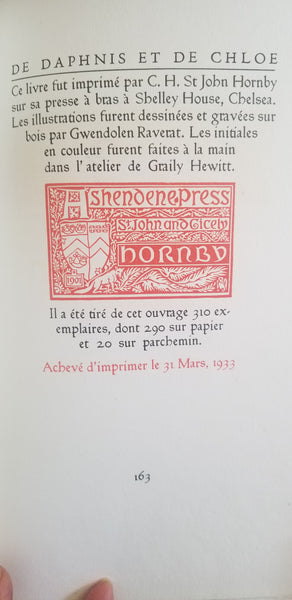 DE DAPHNIS ET DE CHLOE
Ce livre fut imprimé par C. H. St John Hornby
sur sa presse à bras à Shelley House, Chelsea.
Les illustrations furent dessinées et gravées sur
bois par Gwendolen Raverat. Les initiales
en couleur furent faites à la main
dans l'atelier de Graily Hewitt.
Ashendene Press
St. John and Cicely
HORNBY
1902
Il a été tiré de cet ouvrage 310 ex-
emplaires, dont 290 sur papier
et 20 sur parchemin.
Achevé d'imprimer le 31 Mars, 1933
163